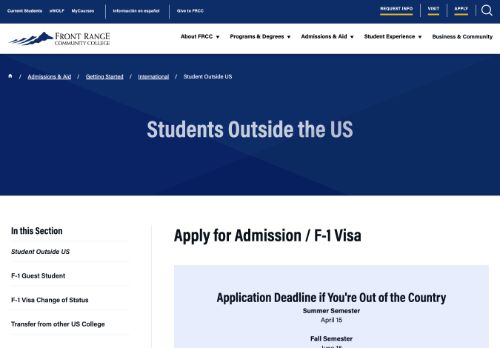 Current Students eWOLF MyCourses Información en español Give to FRCC REQUEST INFO VISIT APPLY
FRONT RANGE
COMMUNITY COLLEGE
About FRCC Programs & Degrees Admissions & Aid Student Experience Business & Community
/ Admissions & Aid / Getting Started / International / Student Outside US
Students Outside the US
In this Section
Student Outside US
F-1 Guest Student
F-1 Visa Change of Status
Transfer from other US College
Apply for Admission / F-1 Visa
Application Deadline if You're Out of the Country
Summer Semester
April 15
Fall Semester
June 15